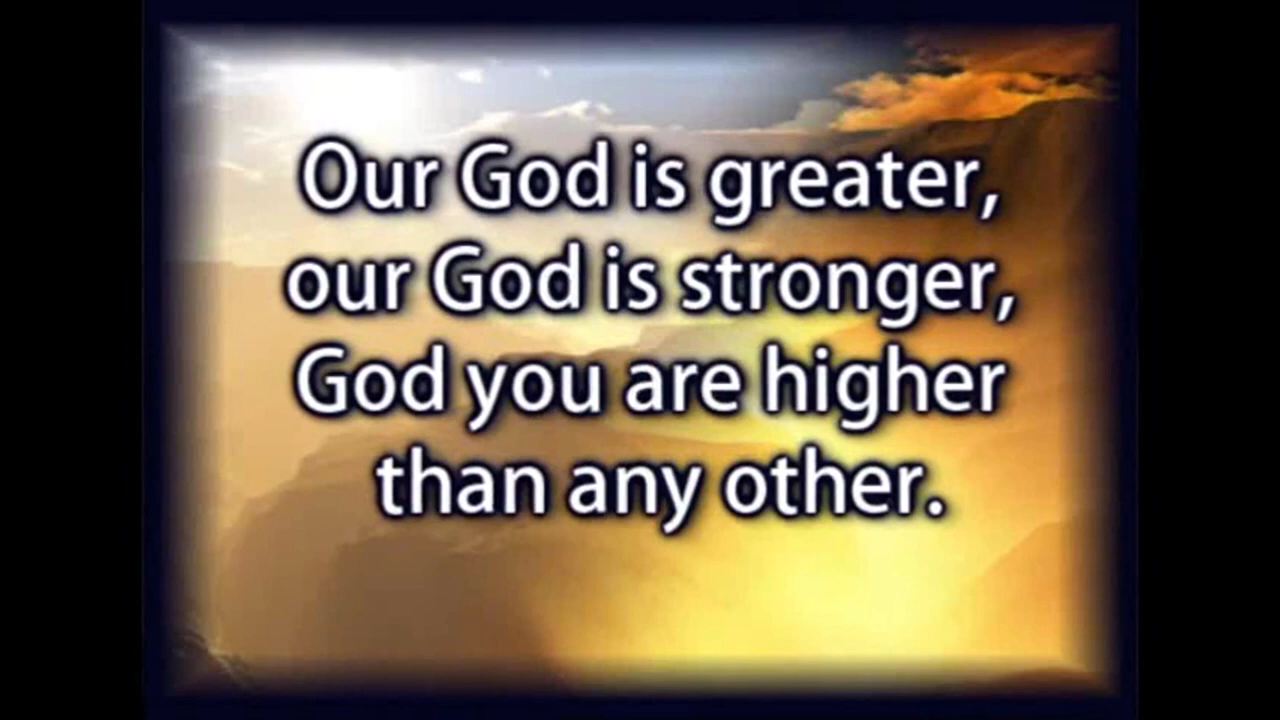 Our God is greater,
our God is stronger,
God you are higher
than any other.